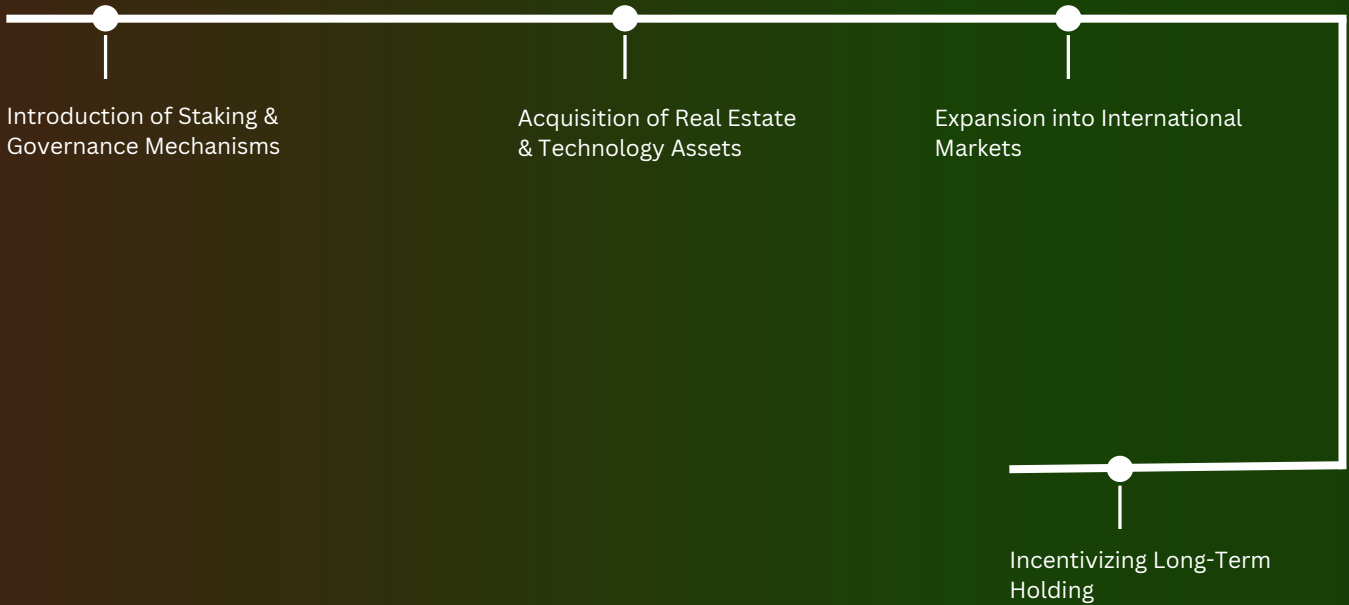 Introduction of Staking &
Governance Mechanisms
Acquisition of Real Estate
& Technology Assets
Expansion into International
Markets
Incentivizing Long-Term
Holding